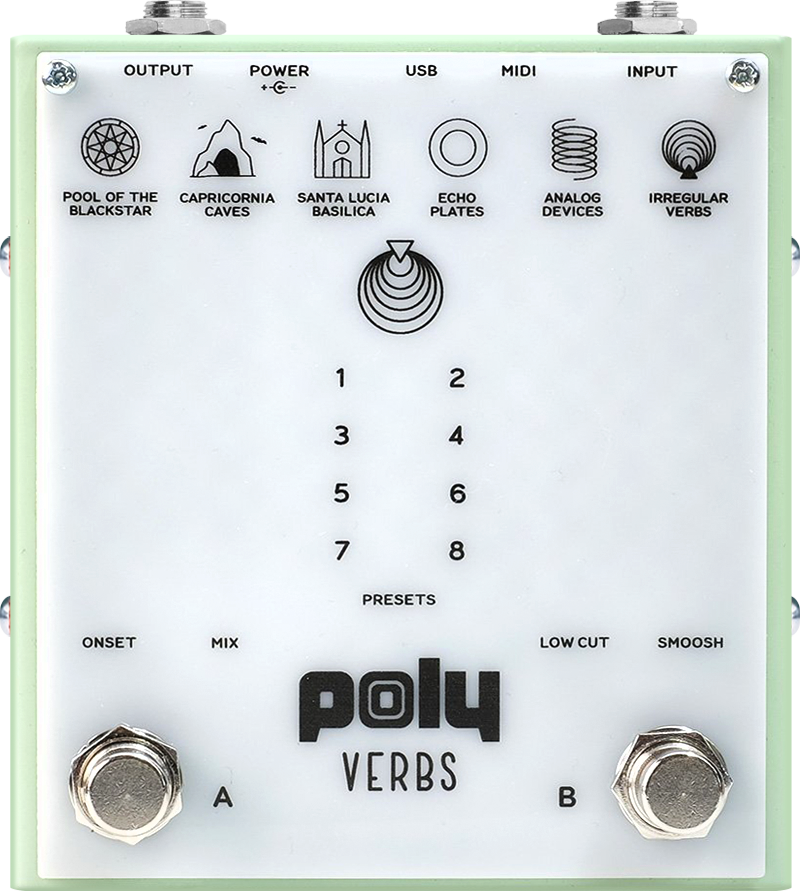 OUTPUT POWER USB MIDI INPUT
POOL OF THE
BLACKSTAR
CAPRICORNIA
CAVES
SANTA LUCIA
BASILICA
ECHO
PLATES
ANALOG
DEVICES
IRREGULAR
VERBS
1 2
3 4
5 6
7 8
PRESETS
ONSET MIX LOW CUT SMOOSH
poly
VERBS
A B